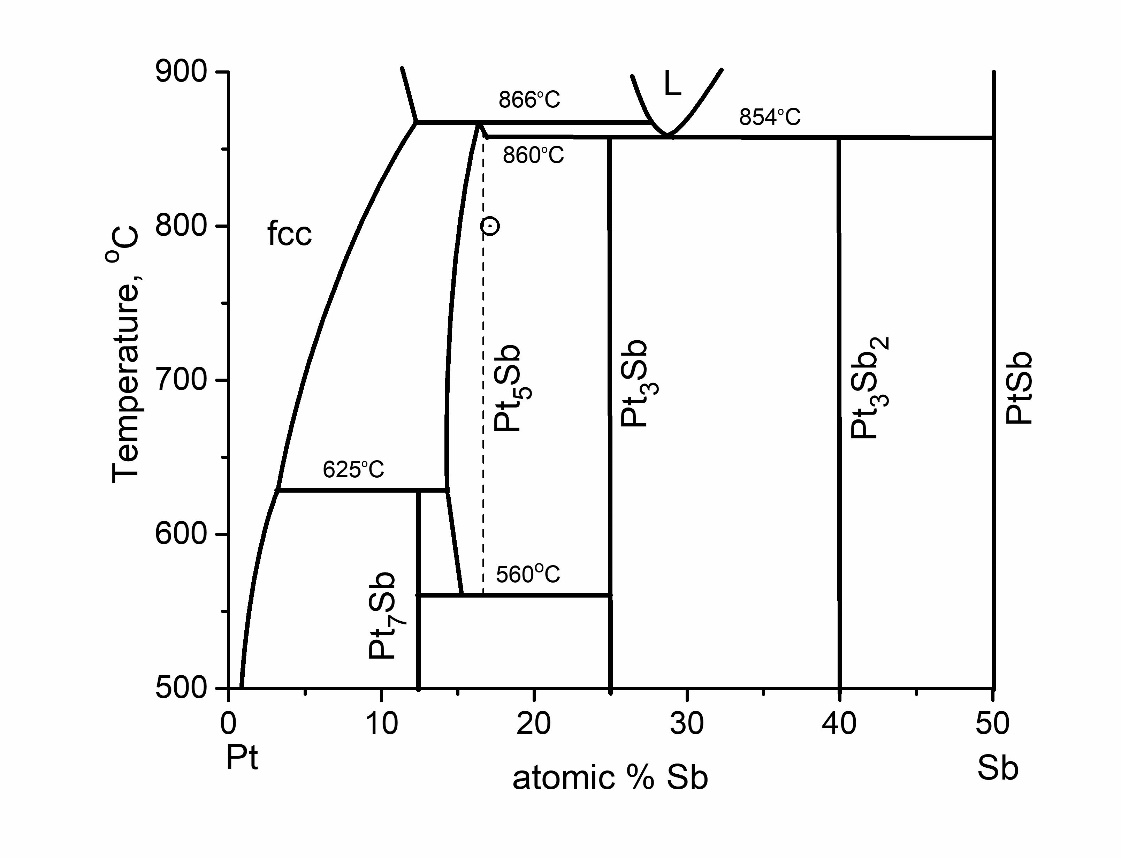 900
L
866°C
854°C
860°C
fcc
800
Temperature, °C
700
Pt5Sb
Pt3Sb
Pt3Sb2
PtSb
625°C
600
560°C
Pt7Sb
500
0
10
20
30
40
50
Pt
Sb
atomic % Sb